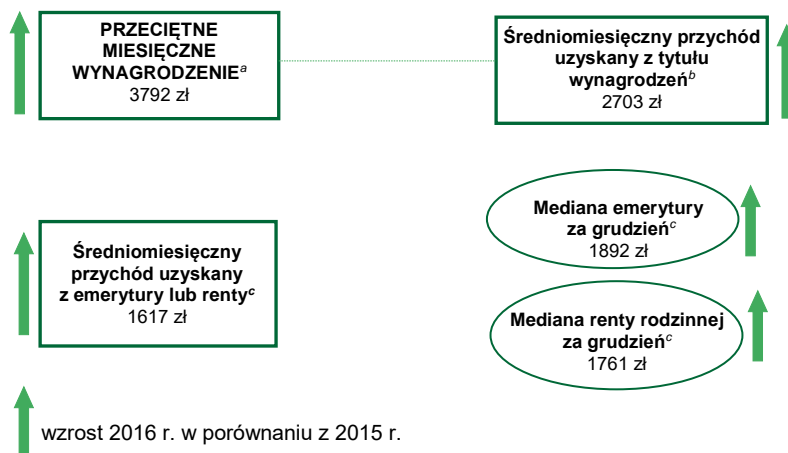 PRZECIĘTNE
MIESIĘCZNE
WYNAGRODZENIEᵃ
3792 zł
Średniomiesięczny przychód
uzyskany z tytułu
wynagrodzeńᵇ
2703 zł
Mediana emerytury
za grudzieńᶜ
1892 zł
Średniomiesięczny
przychód uzyskany
z emerytury lub rentyᶜ
1617 zł
Mediana renty rodzinnej
za grudzieńᶜ
1761 zł
wzrost 2016 r. w porównaniu z 2015 r.